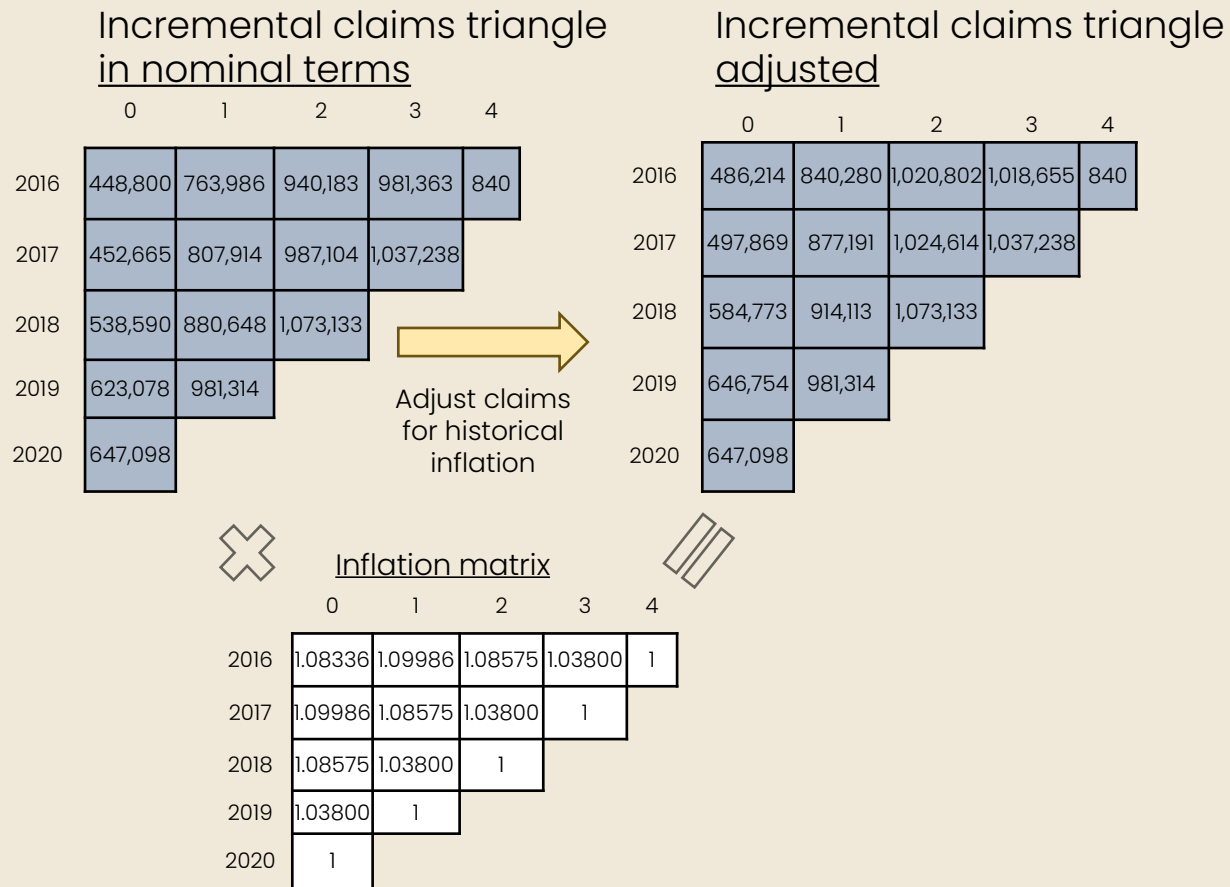 Incremental claims triangle
in nominal terms
0 1 2 3 4
2016 448,800 763,986 940,183 981,363 840
2017 452,665 807,914 987,104 1,037,238
2018 538,590 880,648 1,073,133
2019 623,078 981,314
2020 647,098
Adjust claims
for historical
inflation
Incremental claims triangle
adjusted
0 1 2 3 4
2016 486,214 840,280 1,020,802 1,018,655 840
2017 497,869 877,191 1,024,614 1,037,238
2018 584,773 914,113 1,073,133
2019 646,754 981,314
2020 647,098
Inflation matrix
0 1 2 3 4
2016 1.08336 1.09986 1.08575 1.03800 1
2017 1.09986 1.08575 1.03800 1
2018 1.08575 1.03800 1
2019 1.03800 1
2020 1